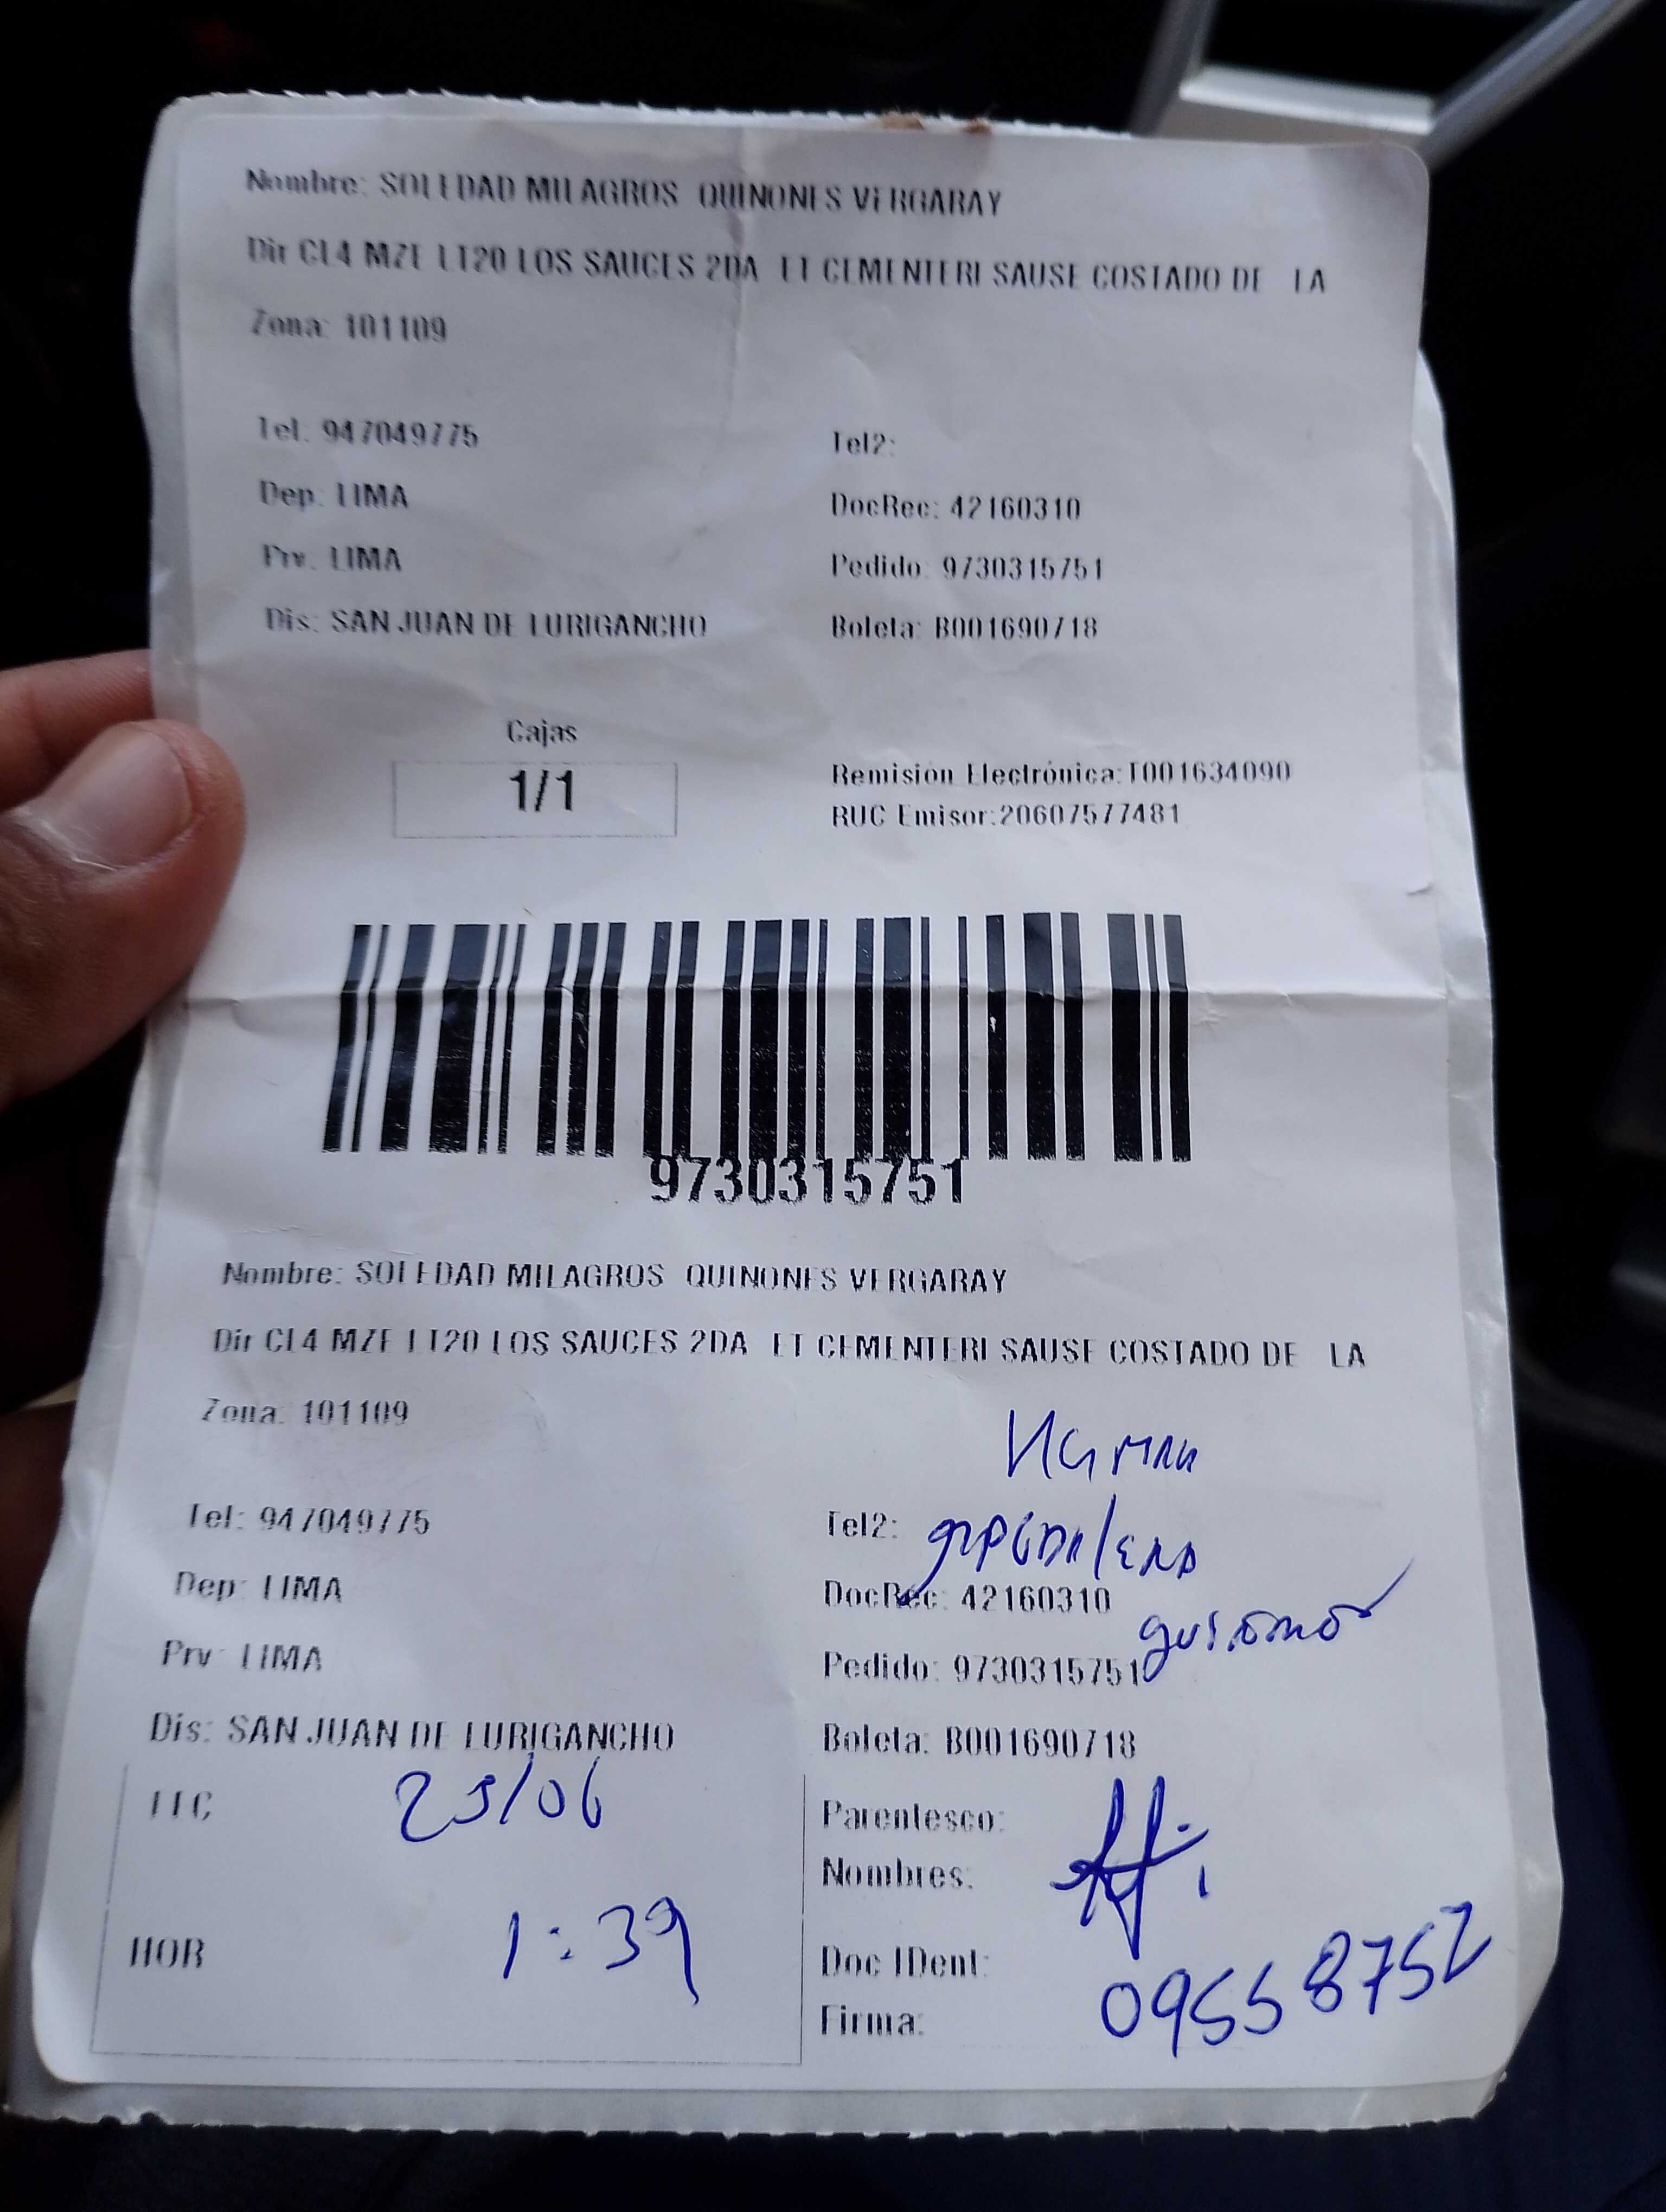 Nombre: SOLEDAD MILAGROS QUINONES VERGARAY
Dir CL4 MZE LT20 LOS SAUCES 2DA ET CEMENTERI SAUSE COSTADO DE LA
Zona: 101109
Tel: 947049775 Tel2:
Dep: LIMA DocRec: 42160310
Prv: LIMA Pedido: 9730315751
Dis: SAN JUAN DE LURIGANCHO Boleta: B001690718
Cajas
1/1
Remisión Electrónica:T001634090
RUC Emisor:20607577481
9730315751
Nombre: SOLEDAD MILAGROS QUINONES VERGARAY
Dir CL4 MZE LT20 LOS SAUCES 2DA ET CEMENTERI SAUSE COSTADO DE LA
Zona: 101109
Tel: 947049775 Tel2:
Dep: LIMA DocRec: 42160310
Prv: LIMA Pedido: 9730315751
Dis: SAN JUAN DE LURIGANCHO Boleta: B001690718
23/06
Parentesco:
Nombres:
HOR 1:39
Doc IDent: 09558752
Firma: